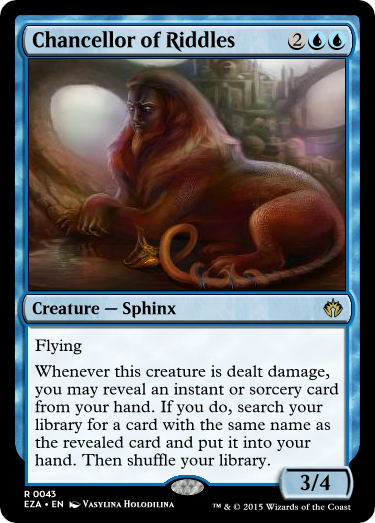 Chancellor of Riddles 2
Creature — Sphinx
Flying
Whenever this creature is dealt damage,
you may reveal an instant or sorcery card
from your hand. If you do, search your
library for a card with the same name as
the revealed card and put it into your
hand. Then shuffle your library.
3/4
R 0043
EZA • EN VASYLINA HOLODILINA ™ & © 2015 Wizards of the Coast